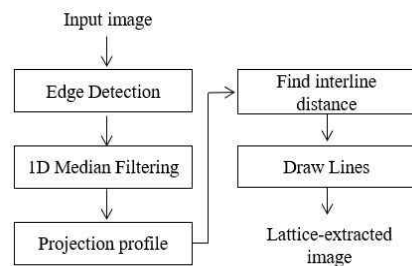 Input image
Edge Detection
1D Median Filtering
Projection profile
Find interline
distance
Draw Lines
Lattice-extracted
image